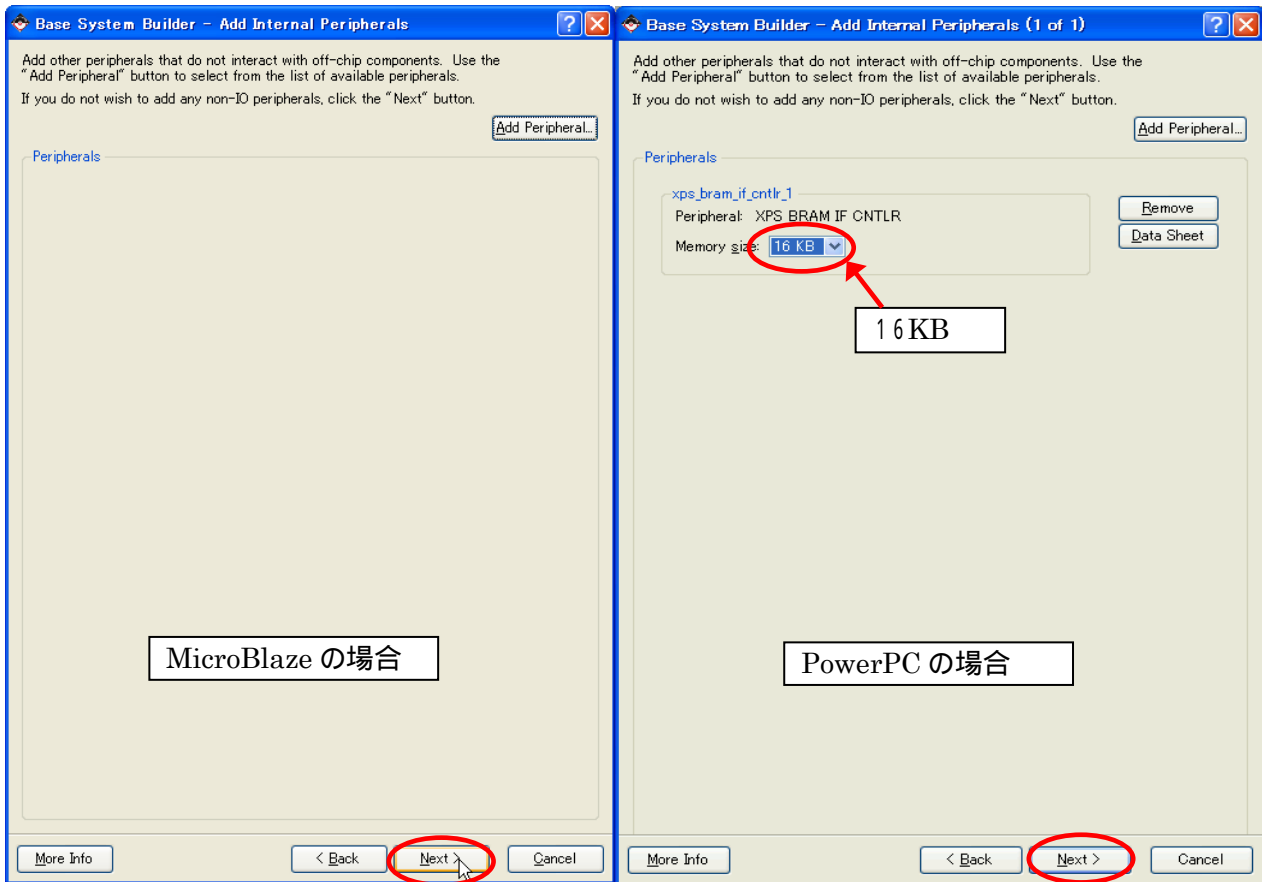 Base System Builder - Add Internal Peripherals
Add other peripherals that do not interact with off-chip components. Use the
"Add Peripheral" button to select from the list of available peripherals.
If you do not wish to add any non-IO peripherals, click the "Next" button.
Add Peripheral...
Peripherals
MicroBlaze の場合
More Info
< Back
Next >
Cancel
Base System Builder - Add Internal Peripherals (1 of 1)
Add other peripherals that do not interact with off-chip components. Use the
"Add Peripheral" button to select from the list of available peripherals.
If you do not wish to add any non-IO peripherals, click the "Next" button.
Add Peripheral...
Peripherals
xps_bram_if_cntlr_1
Peripheral: XPS BRAM IF CNTLR
Remove
Memory size: 16 KB
Data Sheet
１６KB
PowerPC の場合
More Info
< Back
Next >
Cancel